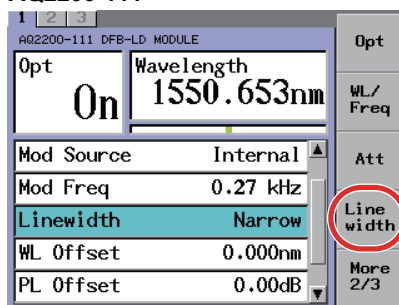 1 2 3
AQ2200-111 DFB-LD MODULE
Opt
On
Wavelength
1550.653nm
Mod Source Internal
Mod Freq 0.27 kHz
Linewidth Narrow
WL Offset 0.000nm
PL Offset 0.00dB
Opt
WL/
Freq
Att
Line
width
More
2/3